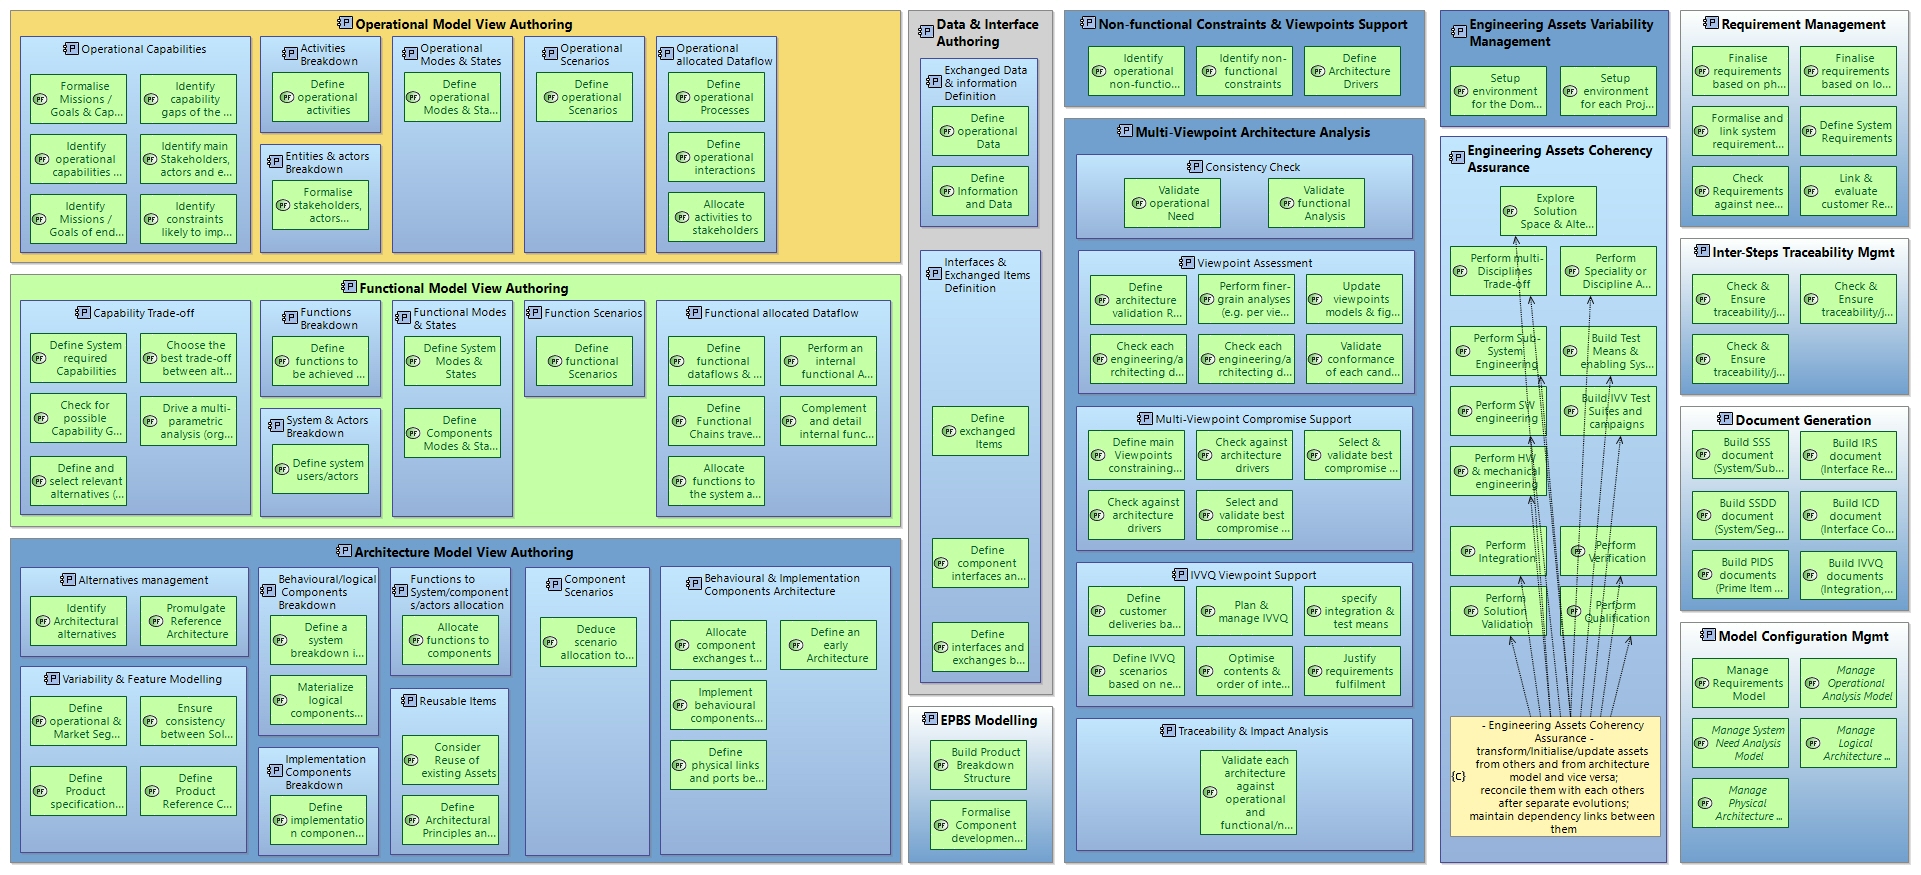 Operational Model View Authoring
Operational Capabilities
Formalise
Missions /
Goals & Cap...
Identify
capability
gaps of the ...
Identify
operational
capabilities ...
Identify main
Stakeholders,
actors and e...
Identify
Missions /
Goals of end...
Identify
constraints
likely to imp...
Activities
Breakdown
Define
operational
activities
Entities & actors
Breakdown
Formalise
stakeholders,
actors...
Operational
Modes & States
Define
operational
Modes & Sta...
Operational
Scenarios
Define
operational
Scenarios
Operational
allocated Dataflow
Define
operational
Processes
Define
operational
interactions
Allocate
activities to
stakeholders
Functional Model View Authoring
Capability Trade-off
Define System
required
Capabilities
Choose the
best trade-off
between alt...
Check for
possible
Capability G...
Drive a multi-
parametric
analysis (org...
Define and
select relevant
alternatives (...
Functions
Breakdown
Define
functions to
be achieved ...
System & Actors
Breakdown
Define system
users/actors
Functional Modes
& States
Define System
Modes &
States
Define
Components
Modes & Sta...
Function Scenarios
Define
functional
Scenarios
Functional allocated Dataflow
Define
functional
dataflows & ...
Perform an
internal
functional A...
Define
Functional
Chains trave...
Complement
and detail
internal func...
Allocate
functions to
the system a...
Architecture Model View Authoring
Alternatives management
Identify
Architectural
alternatives
Promulgate
Reference
Architecture
Variability & Feature Modelling
Define
operational &
Market Seg...
Ensure
consistency
between Sol...
Define
Product
specification...
Define
Product
Reference C...
Behavioural/logical
Components
Breakdown
Define a
system
breakdown i...
Materialize
logical
components...
Implementation
Components
Breakdown
Define
implementatio
n componen...
Functions to
System/component
s/actors allocation
Allocate
functions to
components
Reusable Items
Consider
Reuse of
existing Assets
Define
Architectural
Principles an...
Component
Scenarios
Deduce
scenario
allocation to...
Behavioural & Implementation
Components Architecture
Allocate
component
exchanges t...
Define an
early
Architecture
Implement
behavioural
components...
Define
physical links
and ports be...
Data & Interface
Authoring
Exchanged Data
& information
Definition
Define
operational
Data
Define
Information
and Data
Interfaces &
Exchanged Items
Definition
Define
exchanged
Items
Define
component
interfaces an...
Define
interfaces and
exchanges b...
EPBS Modelling
Build Product
Breakdown
Structure
Formalise
Component
developmen...
Non-functional Constraints & Viewpoints Support
Identify
operational
non-functio...
Identify non-
functional
constraints
Define
Architecture
Drivers
Multi-Viewpoint Architecture Analysis
Consistency Check
Validate
operational
Need
Validate
functional
Analysis
Viewpoint Assessment
Define
architecture
validation R...
Perform finer-
grain analyses
(e.g. per vie...
Update
viewpoints
models & fig...
Check each
engineering/a
rchitecting d...
Check each
engineering/a
rchitecting d...
Validate
conformance
of each cand...
Multi-Viewpoint Compromise Support
Define main
Viewpoints
constraining...
Check against
architecture
drivers
Select &
validate best
compromise ...
Check against
architecture
drivers
Select and
validate best
compromise ...
IVVQ Viewpoint Support
Define
customer
deliveries ba...
Plan &
manage IVVQ
specify
integration &
test means
Define IVVQ
scenarios
based on ne...
Optimise
contents &
order of inte...
Justify
requirements
fulfilment
Traceability & Impact Analysis
Validate each
architecture
against
operational
and
functional/n...
Engineering Assets Variability
Management
Setup
environment
for the Dom...
Setup
environment
for each Proj...
Engineering Assets Coherency
Assurance
Explore
Solution
Space & Alte...
Perform multi-
Disciplines
Trade-off
Perform
Speciality or
Discipline A...
Perform Sub-
System
Engineering
Build Test
Means &
enabling Sys...
Perform SW
engineering
Build IVV Test
Suites and
campaigns
Perform HW
& mechanical
engineering
Perform
Integration
Perform
Verification
Perform
Solution
Validation
Perform
Qualification
{c}
- Engineering Assets Coherency
Assurance -
transform/Initialise/update assets
from others and from architecture
model and vice versa;
reconcile them with each others
after separate evolutions;
maintain dependency links between
them
Requirement Management
Finalise
requirements
based on ph...
Finalise
requirements
based on lo...
Formalise and
link system
requirement...
Define System
Requirements
Check
Requirements
against nee...
Link &
evaluate
customer Re...
Inter-Steps Traceability Mgmt
Check &
Ensure
traceability/j...
Check &
Ensure
traceability/j...
Check &
Ensure
traceability/j...
Document Generation
Build SSS
document
(System/Sub...
Build IRS
document
(Interface Re...
Build SSDD
document
(System/Seg...
Build ICD
document
(Interface Co...
Build PIDS
documents
(Prime Item ...
Build IVVQ
documents
(Integration,...
Model Configuration Mgmt
Manage
Requirements
Model
Manage
Operational
Analysis Model
Manage System
Need Analysis
Model
Manage
Logical
Architecture ...
Manage
Physical
Architecture ...